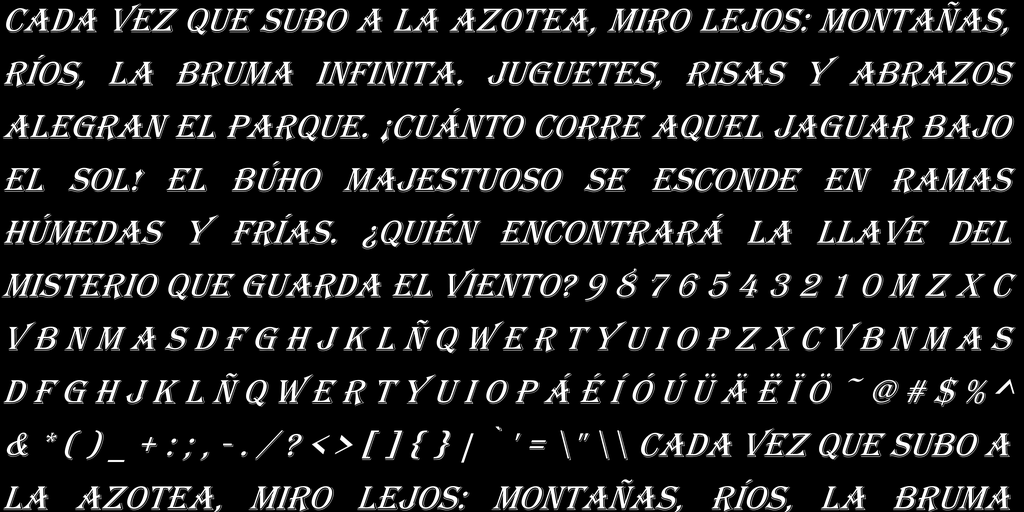 CADA VEZ QUE SUBO A LA AZOTEA, MIRO LEJOS: MONTAÑAS,
RÍOS, LA BRUMA INFINITA. JUGUETES, RISAS Y ABRAZOS
ALEGRAN EL PARQUE. ¡CUÁNTO CORRE AQUEL JAGUAR BAJO
EL SOL! EL BÚHO MAJESTUOSO SE ESCONDE EN RAMAS
HÚMEDAS Y FRÍAS. ¿QUIÉN ENCONTRARÁ LA LLAVE DEL
MISTERIO QUE GUARDA EL VIENTO? 9 8 7 6 5 4 3 2 1 0 M Z X C
V B N M A S D F G H J K L Ñ Q W E R T Y U I O P Z X C V B N M A S
D F G H J K L Ñ Q W E R T Y U I O P Á É Í Ó Ú Ü Ä Ë Ï Ö ~ @ # $ % ^
& * ( ) _ + : ; , - . / ? < > [ ] { } | ` ' = \ " \ \ CADA VEZ QUE SUBO A
LA AZOTEA, MIRO LEJOS: MONTAÑAS, RÍOS, LA BRUMA